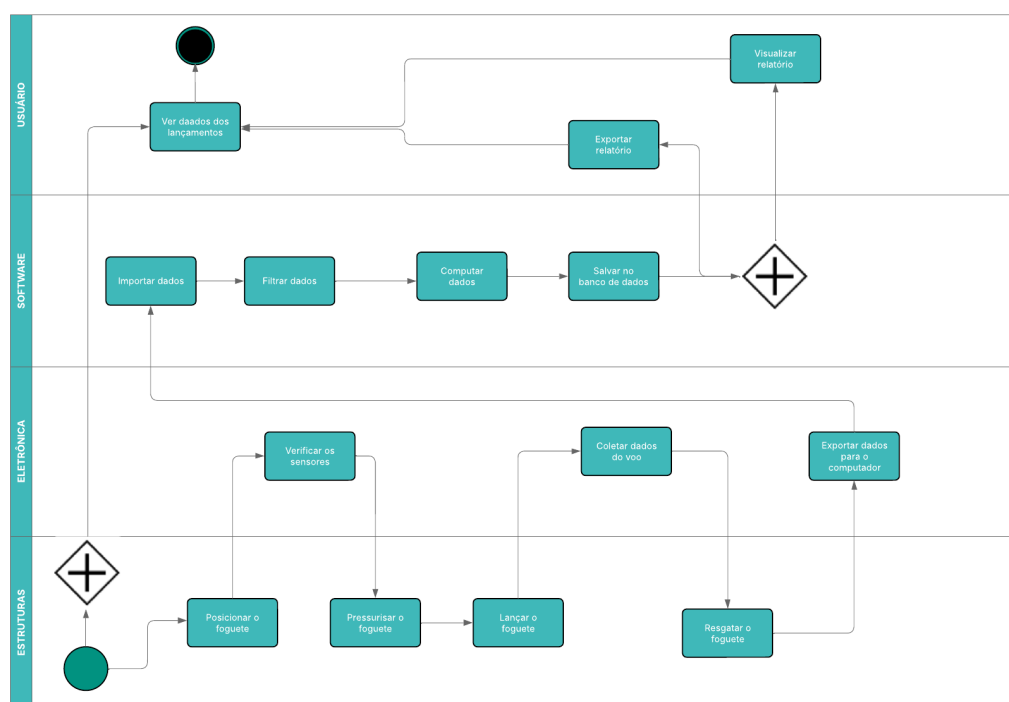 USUÁRIO
Visualizar
relatório
Ver daados dos
lançamentos
Exportar
relatório
SOFTWARE
Importar dados
Filtrar dados
Computar
dados
Salvar no
banco de dados
ELETRÔNICA
Verificar os
sensores
Coletar dados
do voo
Exportar dados
para o
computador
ESTRUTURAS
Posicionar o
foguete
Pressurisar o
foguete
Lançar o
foguete
Resgatar o
foguete